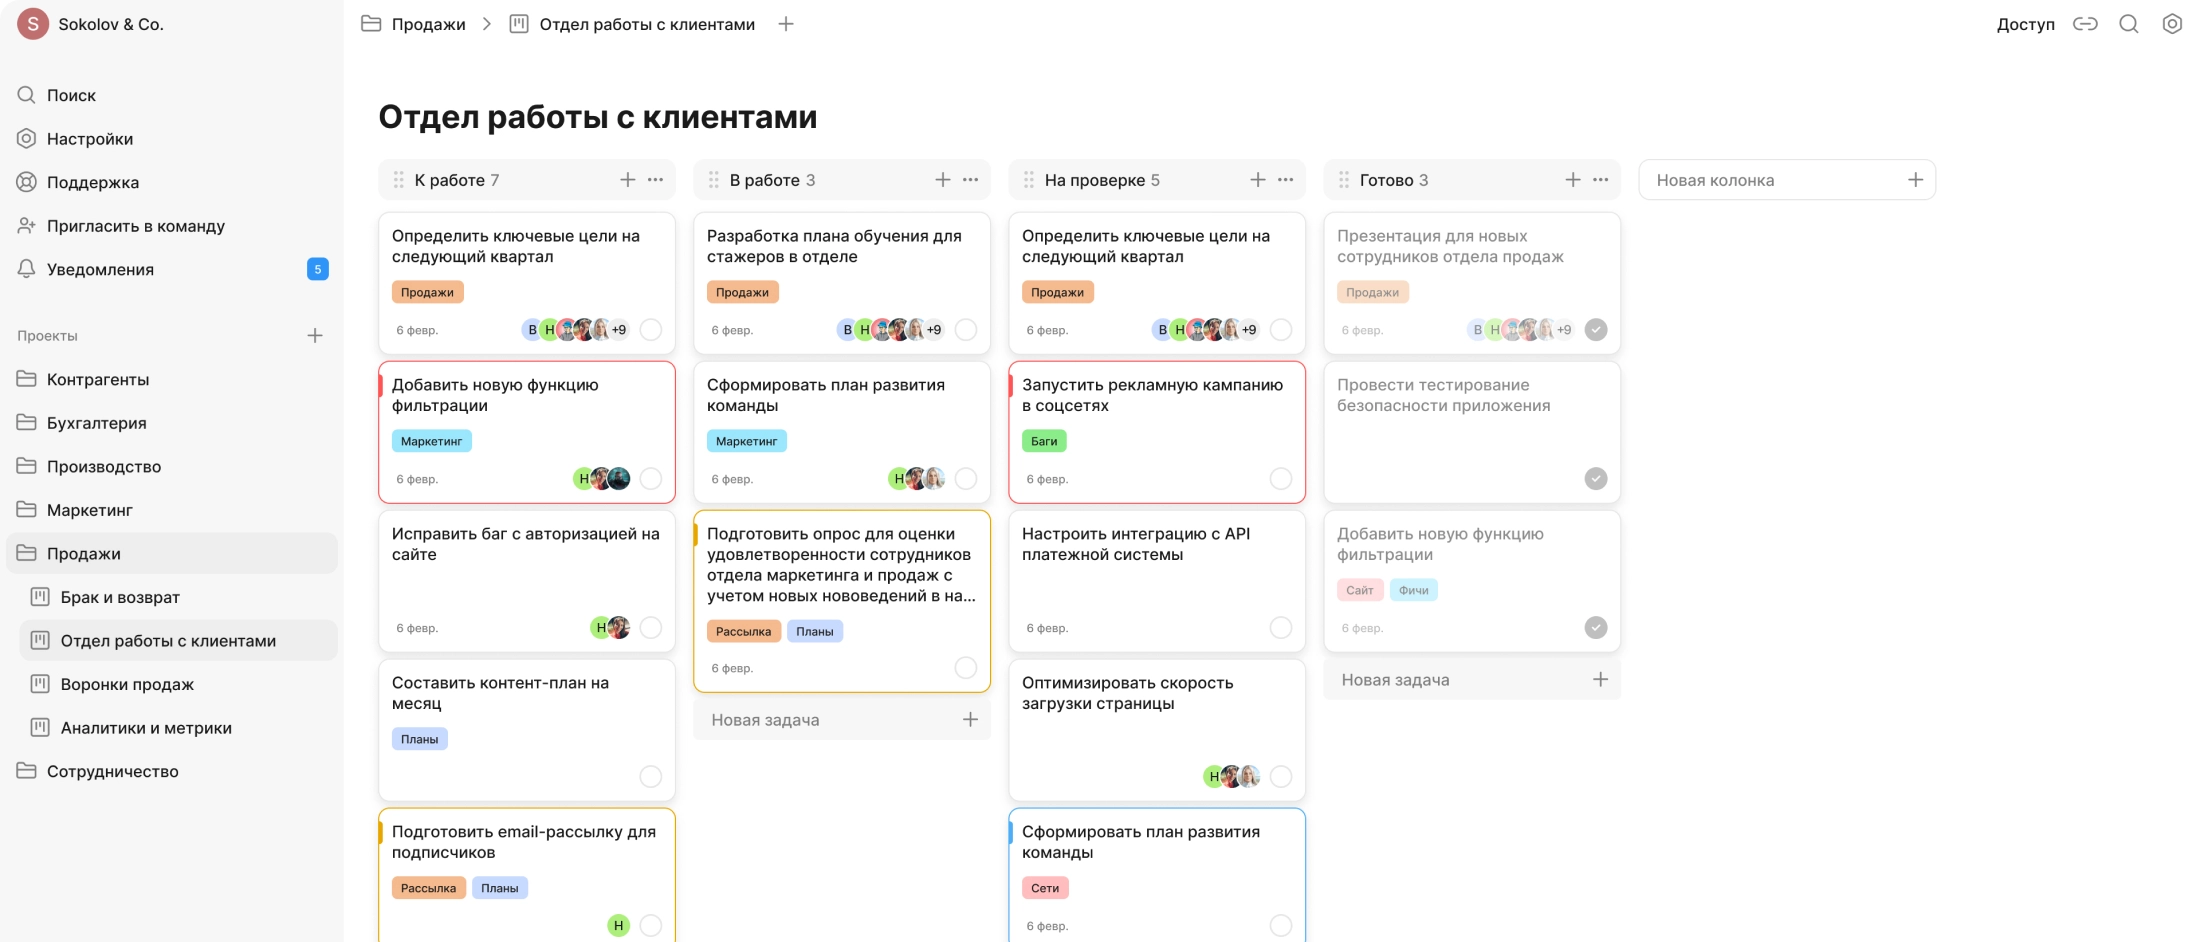 S Sokolov & Co.
Поиск
Настройки
Поддержка
Пригласить в команду
Уведомления 5
Проекты
Контрагенты
Бухгалтерия
Производство
Маркетинг
Продажи
Брак и возврат
Отдел работы с клиентами
Воронки продаж
Аналитики и метрики
Сотрудничество
Продажи Отдел работы с клиентами
Доступ
Отдел работы с клиентами
К работе 7
Определить ключевые цели на
следующий квартал
Продажи
6 февр. B H +9
Добавить новую функцию
фильтрации
Маркетинг
6 февр. H
Исправить баг с авторизацией на
сайте
6 февр. H
Составить контент-план на
месяц
Планы
Подготовить email-рассылку для
подписчиков
Рассылка Планы
H
В работе 3
Разработка плана обучения для
стажеров в отделе
Продажи
6 февр. B H +9
Сформировать план развития
команды
Маркетинг
6 февр. H
Подготовить опрос для оценки
удовлетворенности сотрудников
отдела маркетинга и продаж с
учетом новых нововедений в на...
Рассылка Планы
6 февр.
Новая задача
На проверке 5
Определить ключевые цели на
следующий квартал
Продажи
6 февр. B H +9
Запустить рекламную кампанию
в соцсетях
Баги
6 февр.
Настроить интеграцию с API
платежной системы
6 февр.
Оптимизировать скорость
загрузки страницы
H
Сформировать план развития
команды
Сети
6 февр.
Готово 3
Презентация для новых
сотрудников отдела продаж
Продажи
6 февр. B H +9
Провести тестирование
безопасности приложения
Добавить новую функцию
фильтрации
Сайт Фичи
6 февр.
Новая задача
Новая колонка